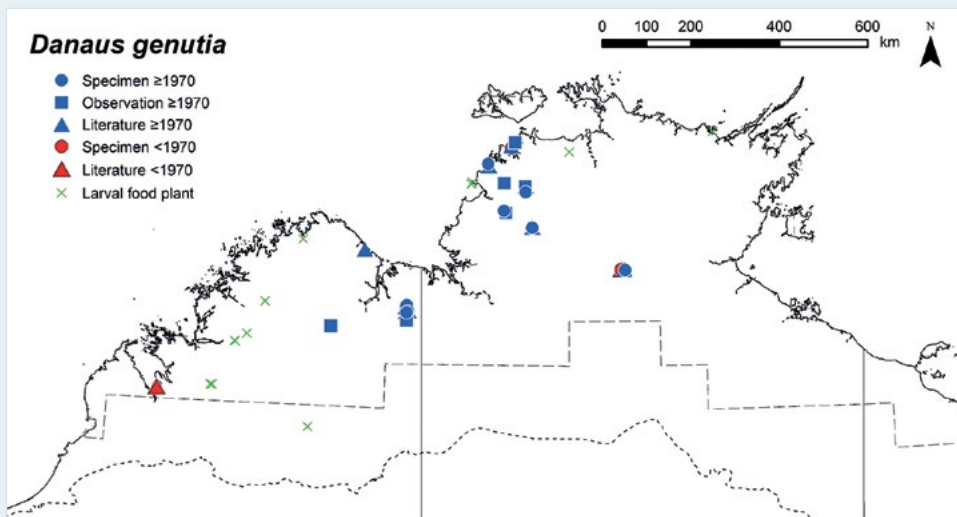 Danaus genutia
Specimen ≥1970
Observation ≥1970
Literature ≥1970
Specimen <1970
Literature <1970
Larval food plant
0 100 200 400 600
km
N